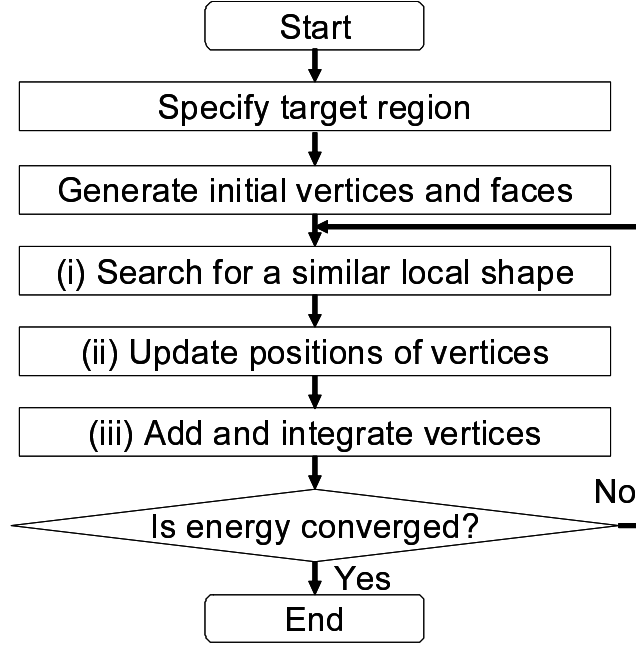 Start
Specify target region
Generate initial vertices and faces
(i) Search for a similar local shape
(ii) Update positions of vertices
(iii) Add and integrate vertices
No
Is energy converged?
Yes
End